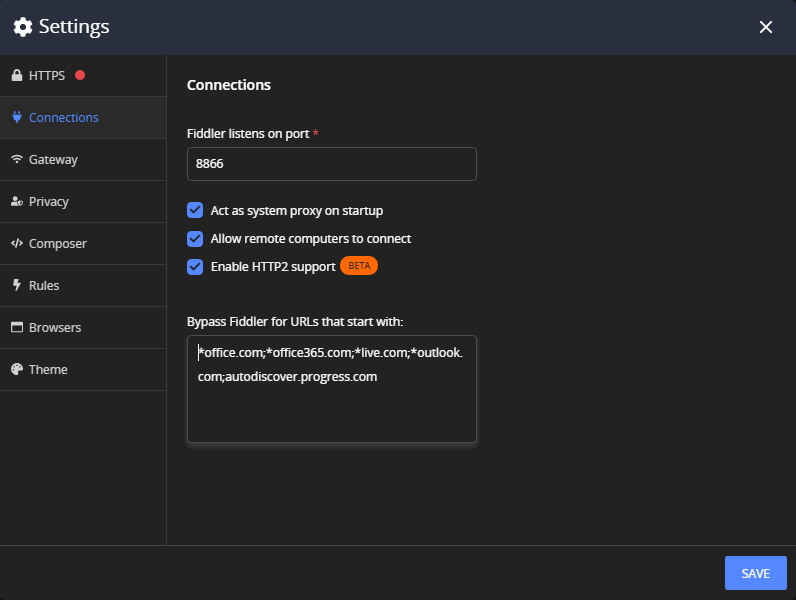 Settings
HTTPS
Connections
Gateway
Privacy
Composer
Rules
Browsers
Theme
Connections
Fiddler listens on port *
8866
Act as system proxy on startup
Allow remote computers to connect
Enable HTTP2 support BETA
Bypass Fiddler for URLs that start with:
*office.com;*office365.com;*live.com;*outlook.
com;autodiscover.progress.com
SAVE